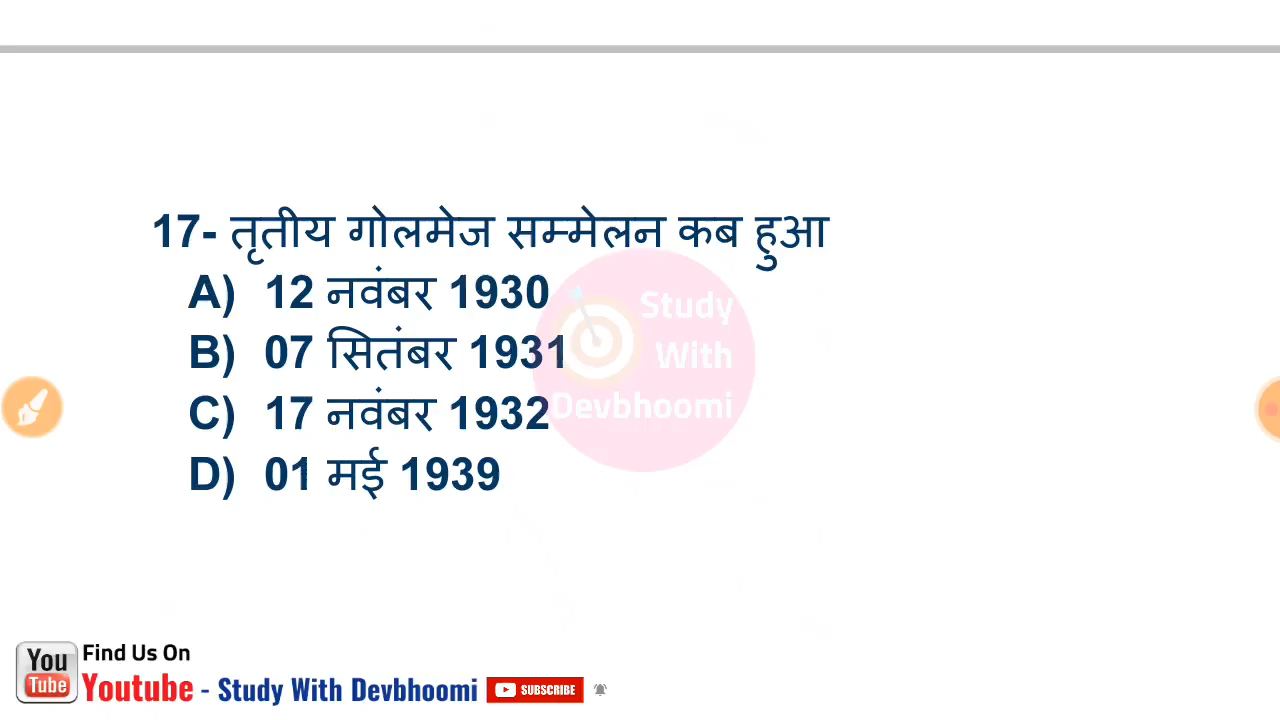 17- तृतीय गोलमेज सम्मेलन कब हुआ
A) 12 नवंबर 1930
B) 07 सितंबर 1931
C) 17 नवंबर 1932
D) 01 मई 1939
Study
With
Devbhoomi
You
Tube
Find Us On
Youtube - Study With Devbhoomi SUBSCRIBE